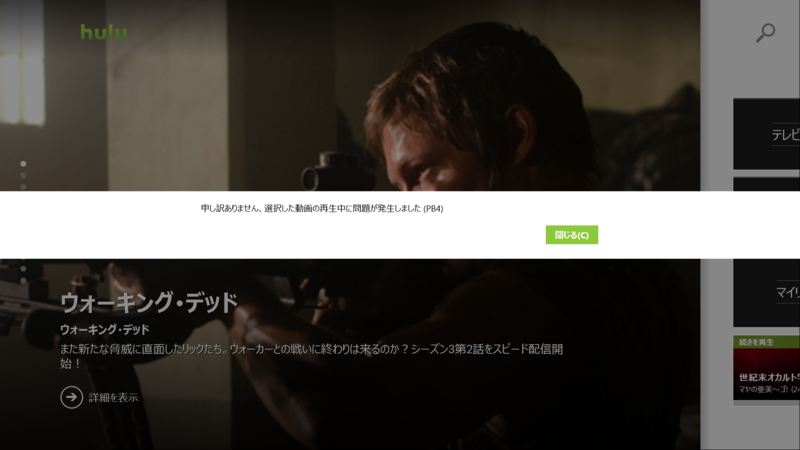 hulu
テレビ
申し訳ありません、選択した動画の再生中に問題が発生しました (PB4)
閉じる(C)
ウォーキング・デッド
ウォーキング・デッド
また新たな脅威に直面したリックたち。ウォーカーとの戦いに終わりは来るのか？シーズン3第2話をスピード配信開
始！
詳細を表示
マイリ
続きを再生
世紀末オカルト学
マヤの亜美〜ゴ! (2